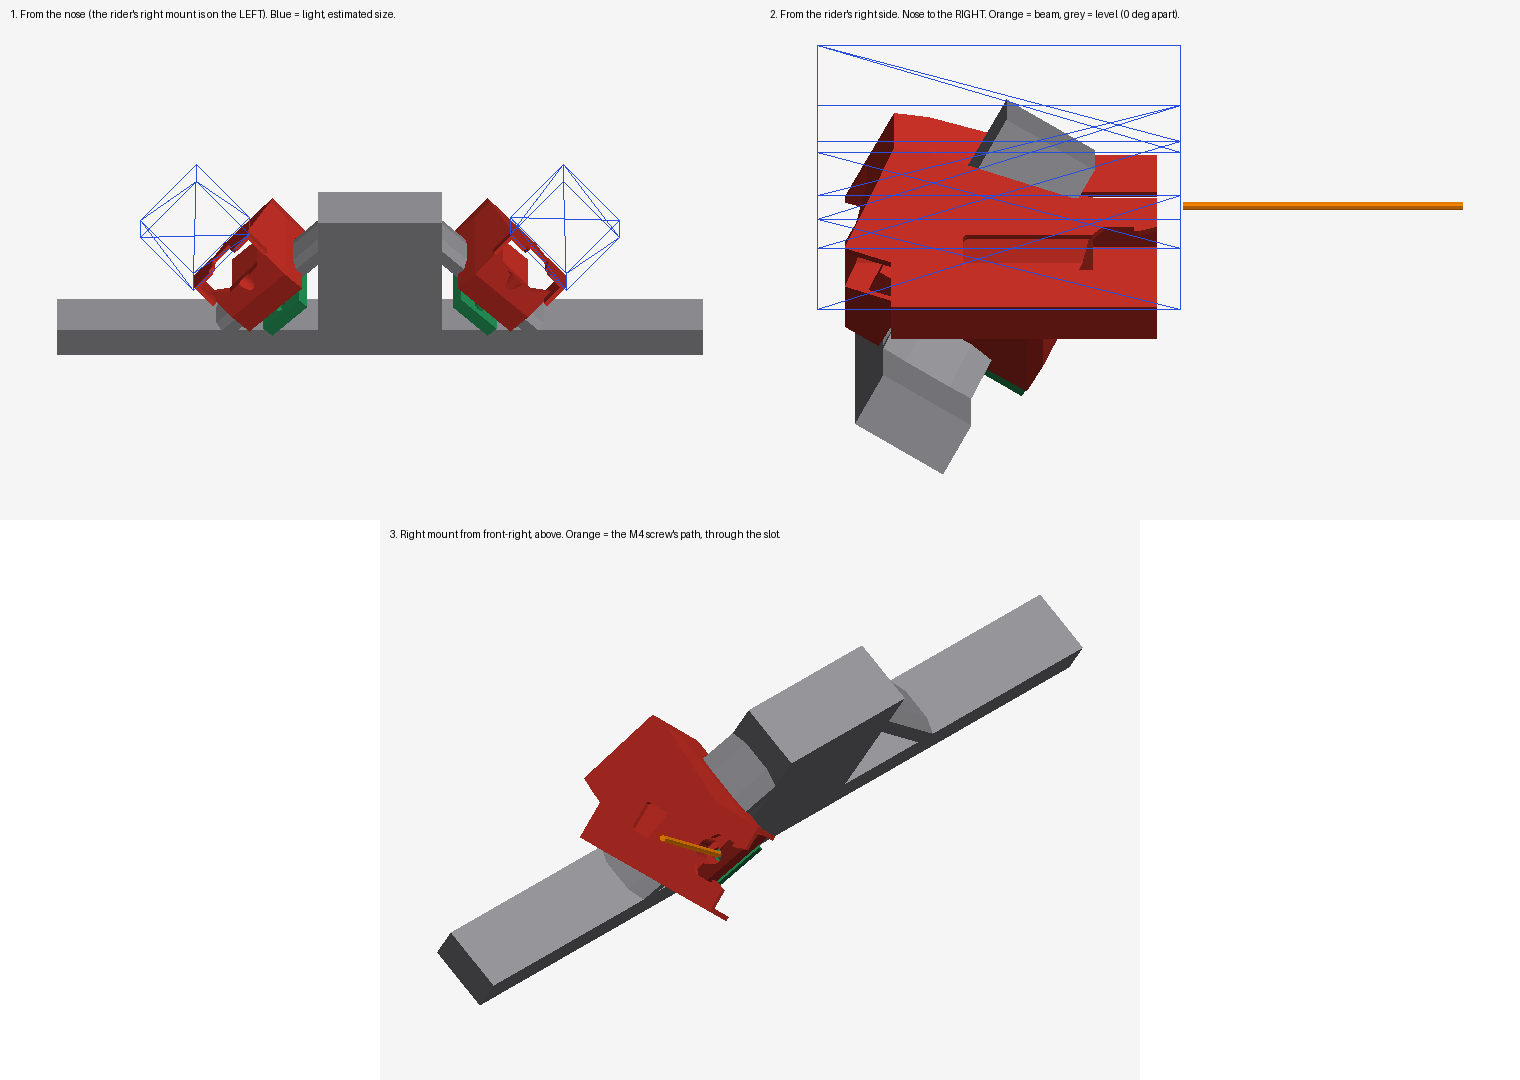 1. From the nose (the rider's right mount is on the LEFT). Blue = light, estimated size.
2. From the rider's right side. Nose to the RIGHT. Orange = beam, grey = level (0 deg apart).
3. Right mount from front-right, above. Orange = the M4 screw's path, through the slot.